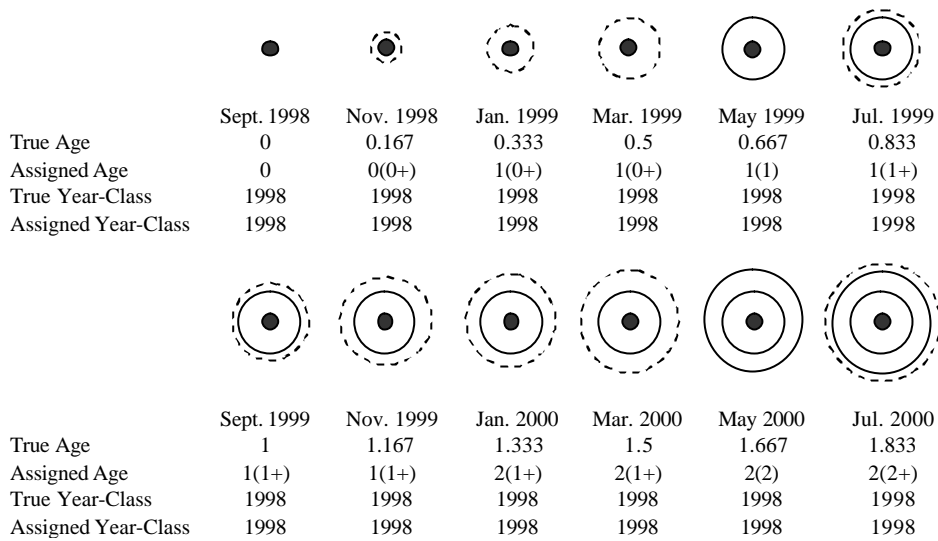 Sept. 1998 Nov. 1998 Jan. 1999 Mar. 1999 May 1999 Jul. 1999
True Age 0 0.167 0.333 0.5 0.667 0.833
Assigned Age 0 0(0+) 1(0+) 1(0+) 1(1) 1(1+)
True Year-Class 1998 1998 1998 1998 1998 1998
Assigned Year-Class 1998 1998 1998 1998 1998 1998
Sept. 1999 Nov. 1999 Jan. 2000 Mar. 2000 May 2000 Jul. 2000
True Age 1 1.167 1.333 1.5 1.667 1.833
Assigned Age 1(1+) 1(1+) 2(1+) 2(1+) 2(2) 2(2+)
True Year-Class 1998 1998 1998 1998 1998 1998
Assigned Year-Class 1998 1998 1998 1998 1998 1998